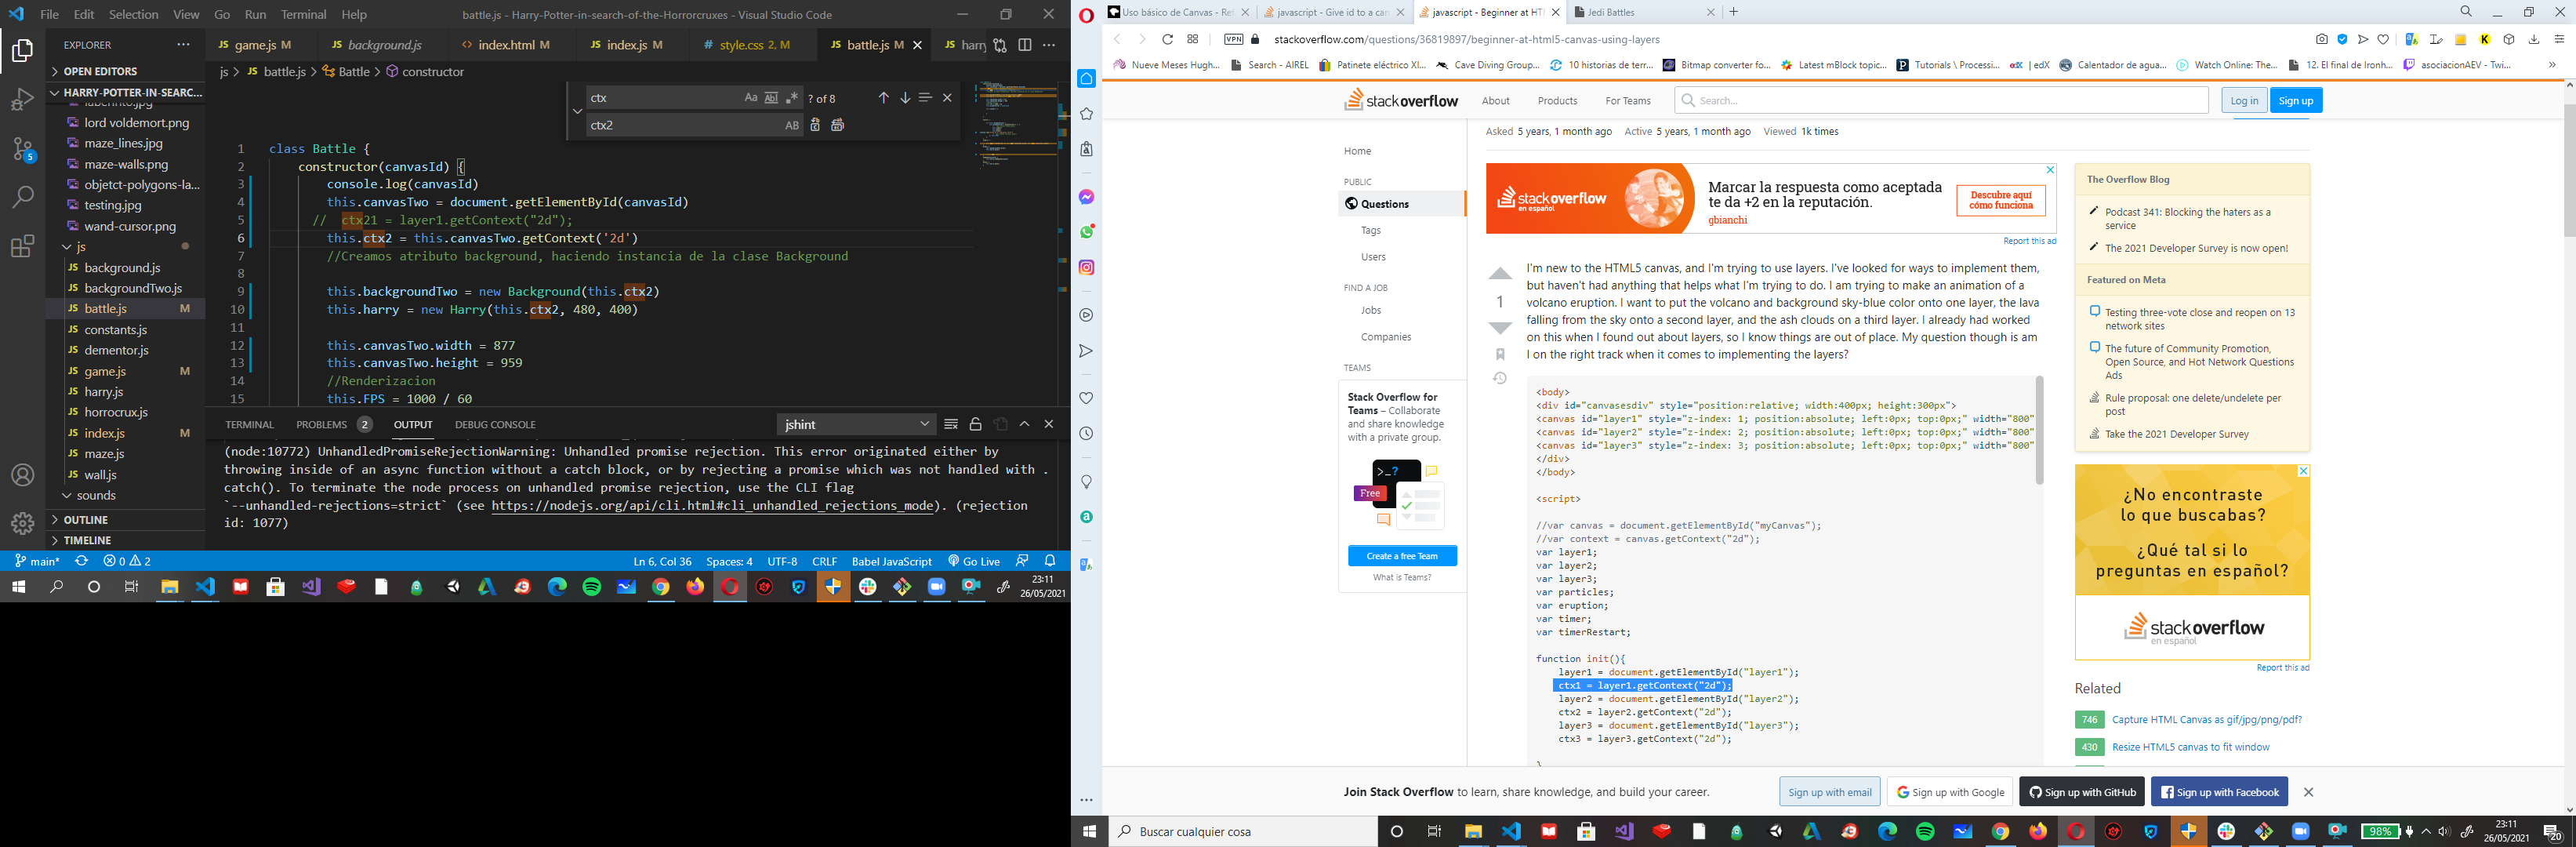 File Edit Selection View Go Run Terminal Help
battle.js - Harry-Potter-in-search-of-the-Horrorcruxes - Visual Studio Code
EXPLORER
OPEN EDITORS
HARRY-POTTER-IN-SEARC...
laberinto.jpg
lord voldemort.png
maze_lines.jpg
maze-walls.png
objetct-polygons-la...
testing.jpg
wand-cursor.png
js
JS background.js
JS backgroundTwo.js
JS battle.js M
JS constants.js
JS dementor.js
JS game.js M
JS harry.js
JS horrocrux.js
JS index.js M
JS maze.js
JS wall.js
sounds
OUTLINE
TIMELINE
JS game.js M
JS background.js
<> index.html M
JS index.js M
# style.css 2, M
JS battle.js M
JS harry
js > JS battle.js > Battle > constructor
ctx Aa Abl .* ? of 8
ctx2 AB
1 class Battle {
2 constructor(canvasId) {
3 console.log(canvasId)
4 this.canvasTwo = document.getElementById(canvasId)
5 // ctx21 = layer1.getContext("2d");
6 this.ctx2 = this.canvasTwo.getContext('2d')
7 //Creamos atributo background, haciendo instancia de la clase Background
8
9 this.backgroundTwo = new Background(this.ctx2)
10 this.harry = new Harry(this.ctx2, 480, 400)
11
12 this.canvasTwo.width = 877
13 this.canvasTwo.height = 959
14 //Renderizacion
15 this.FPS = 1000 / 60
TERMINAL PROBLEMS 2 OUTPUT DEBUG CONSOLE
jshint
(node:10772) UnhandledPromiseRejectionWarning: Unhandled promise rejection. This error originated either by
throwing inside of an async function without a catch block, or by rejecting a promise which was not handled with .
catch(). To terminate the node process on unhandled promise rejection, use the CLI flag
`--unhandled-rejections=strict` (see https://nodejs.org/api/cli.html#cli_unhandled_rejections_mode). (rejection
id: 1077)
5
main* 0 2
Ln 6, Col 36 Spaces: 4 UTF-8 CRLF Babel JavaScript Go Live
23:11
26/05/2021
Uso básico de Canvas - Ref
javascript - Give id to a can
javascript - Beginner at HT
Jedi Battles
VPN
stackoverflow.com/questions/36819897/beginner-at-html5-canvas-using-layers
Nueve Meses Hugh...
Search - AIREL
Patinete eléctrico XI...
Cave Diving Group...
10 historias de terr...
Bitmap converter fo...
Latest mBlock topic...
Tutorials \ Processi...
| edX
Calentador de agua...
Watch Online: The...
12. El final de Ironh...
asociacionAEV - Twi...
stackoverflow
About Products For Teams
Search...
Log in Sign up
Asked 5 years, 1 month ago Active 5 years, 1 month ago Viewed 1k times
Home
PUBLIC
Questions
Tags
Users
FIND A JOB
Jobs
Companies
TEAMS
Stack Overflow for
Teams – Collaborate
and share knowledge
with a private group.
>_?
Free
Create a free Team
What is Teams?
stackoverflow
en español
Marcar la respuesta como aceptada
te da +2 en la reputación.
gbianchi
Descubre aquí
cómo funciona
Report this ad
1
I'm new to the HTML5 canvas, and I'm trying to use layers. I've looked for ways to implement them,
but haven't had anything that helps what I'm trying to do. I am trying to make an animation of a
volcano eruption. I want to put the volcano and background sky-blue color onto one layer, the lava
falling from the sky onto a second layer, and the ash clouds on a third layer. I already had worked
on this when I found out about layers, so I know things are out of place. My question though is am
I on the right track when it comes to implementing the layers?
<body>
<div id="canvasesdiv" style="position:relative; width:400px; height:300px">
<canvas id="layer1" style="z-index: 1; position:absolute; left:0px; top:0px;" width="800"
<canvas id="layer2" style="z-index: 2; position:absolute; left:0px; top:0px;" width="800"
<canvas id="layer3" style="z-index: 3; position:absolute; left:0px; top:0px;" width="800"
</div>
</body>
<script>
//var canvas = document.getElementById("myCanvas");
//var context = canvas.getContext("2d");
var layer1;
var layer2;
var layer3;
var particles;
var eruption;
var timer;
var timerRestart;
function init(){
layer1 = document.getElementById("layer1");
ctx1 = layer1.getContext("2d");
layer2 = document.getElementById("layer2");
ctx2 = layer2.getContext("2d");
layer3 = document.getElementById("layer3");
ctx3 = layer3.getContext("2d");
The Overflow Blog
Podcast 341: Blocking the haters as a
service
The 2021 Developer Survey is now open!
Featured on Meta
Testing three-vote close and reopen on 13
network sites
The future of Community Promotion,
Open Source, and Hot Network Questions
Ads
Rule proposal: one delete/undelete per
post
Take the 2021 Developer Survey
¿No encontraste
lo que buscabas?
¿Qué tal si lo
preguntas en español?
stackoverflow
en español
Report this ad
Related
746 Capture HTML Canvas as gif/jpg/png/pdf?
430 Resize HTML5 canvas to fit window
Join Stack Overflow to learn, share knowledge, and build your career.
Sign up with email
Sign up with Google
Sign up with GitHub
Sign up with Facebook
Buscar cualquier cosa
98%
23:11
26/05/2021
20